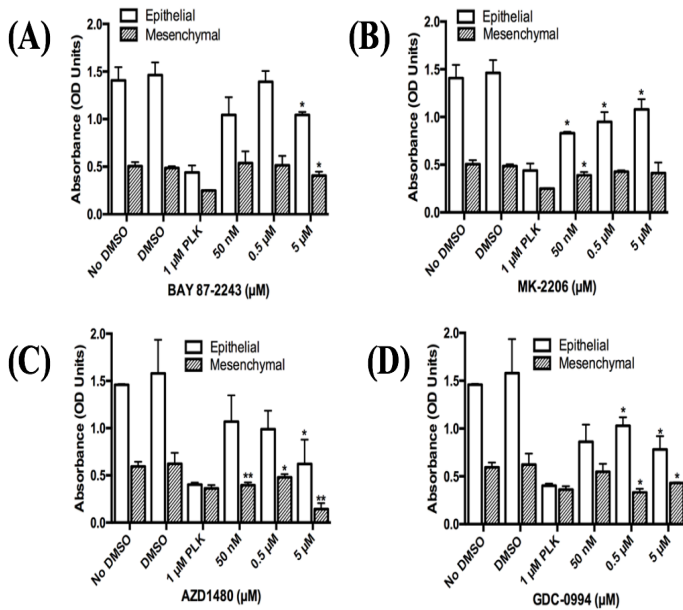 (A)
Epithelial
Mesenchymal
Absorbance (OD Units)
2.0
1.5
1.0
0.5
0.0
* *
No DMSO DMSO 1 µM PLK 50 nM 0.5 µM 5 µM
BAY 87-2243 (µM)
(B)
Epithelial
Mesenchymal
Absorbance (OD Units)
2.0
1.5
1.0
0.5
0.0
* * * *
No DMSO DMSO 1 µM PLK 50 nM 0.5 µM 5 µM
MK-2206 (µM)
(C)
Epithelial
Mesenchymal
Absorbance (OD Units)
2.0
1.5
1.0
0.5
0.0
** * * **
No DMSO DMSO 1 µM PLK 50 nM 0.5 µM 5 µM
AZD1480 (µM)
(D)
Epithelial
Mesenchymal
Absorbance (OD Units)
2.0
1.5
1.0
0.5
0.0
* * * *
No DMSO DMSO 1 µM PLK 50 nM 0.5 µM 5 µM
GDC-0994 (µM)